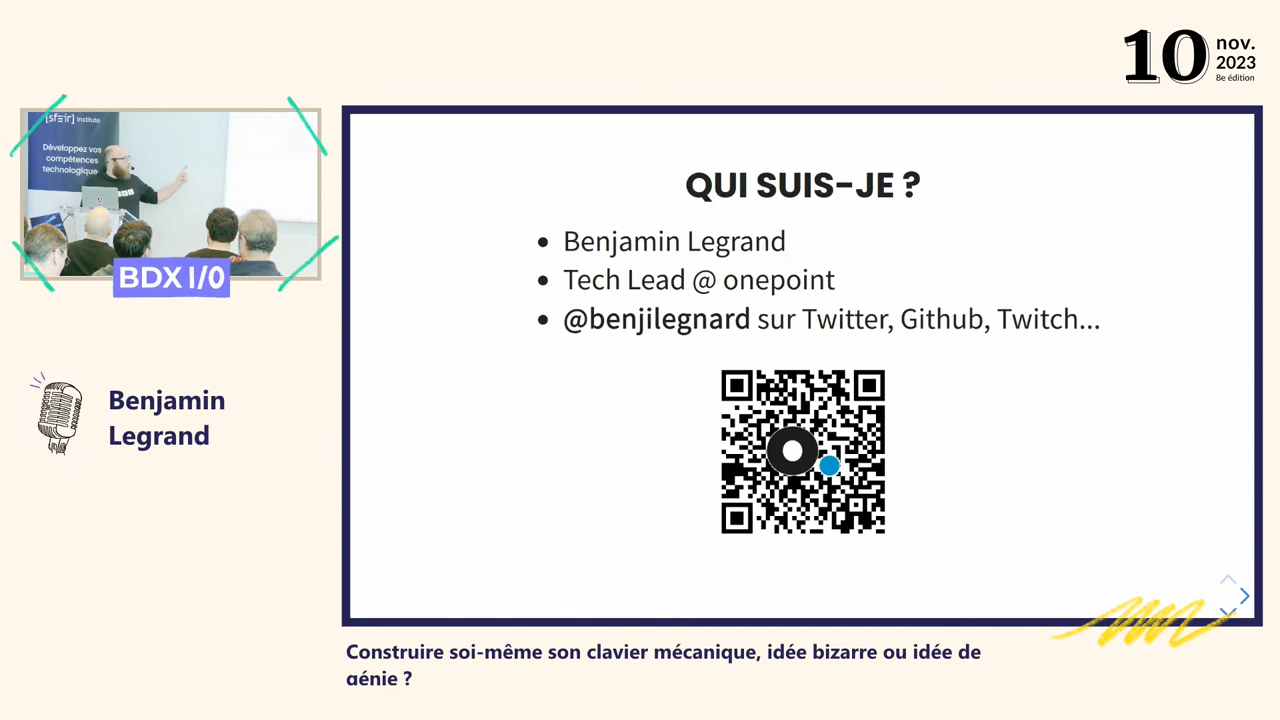 10 nov.
2023
8e édition
[sfeir] Institute
Développez vos
compétences
technologique
BDX I/O
Benjamin
Legrand
QUI SUIS-JE ?
• Benjamin Legrand
• Tech Lead @ onepoint
• @benjilegnard sur Twitter, Github, Twitch...
Construire soi-même son clavier mécanique, idée bizarre ou idée de
génie ?